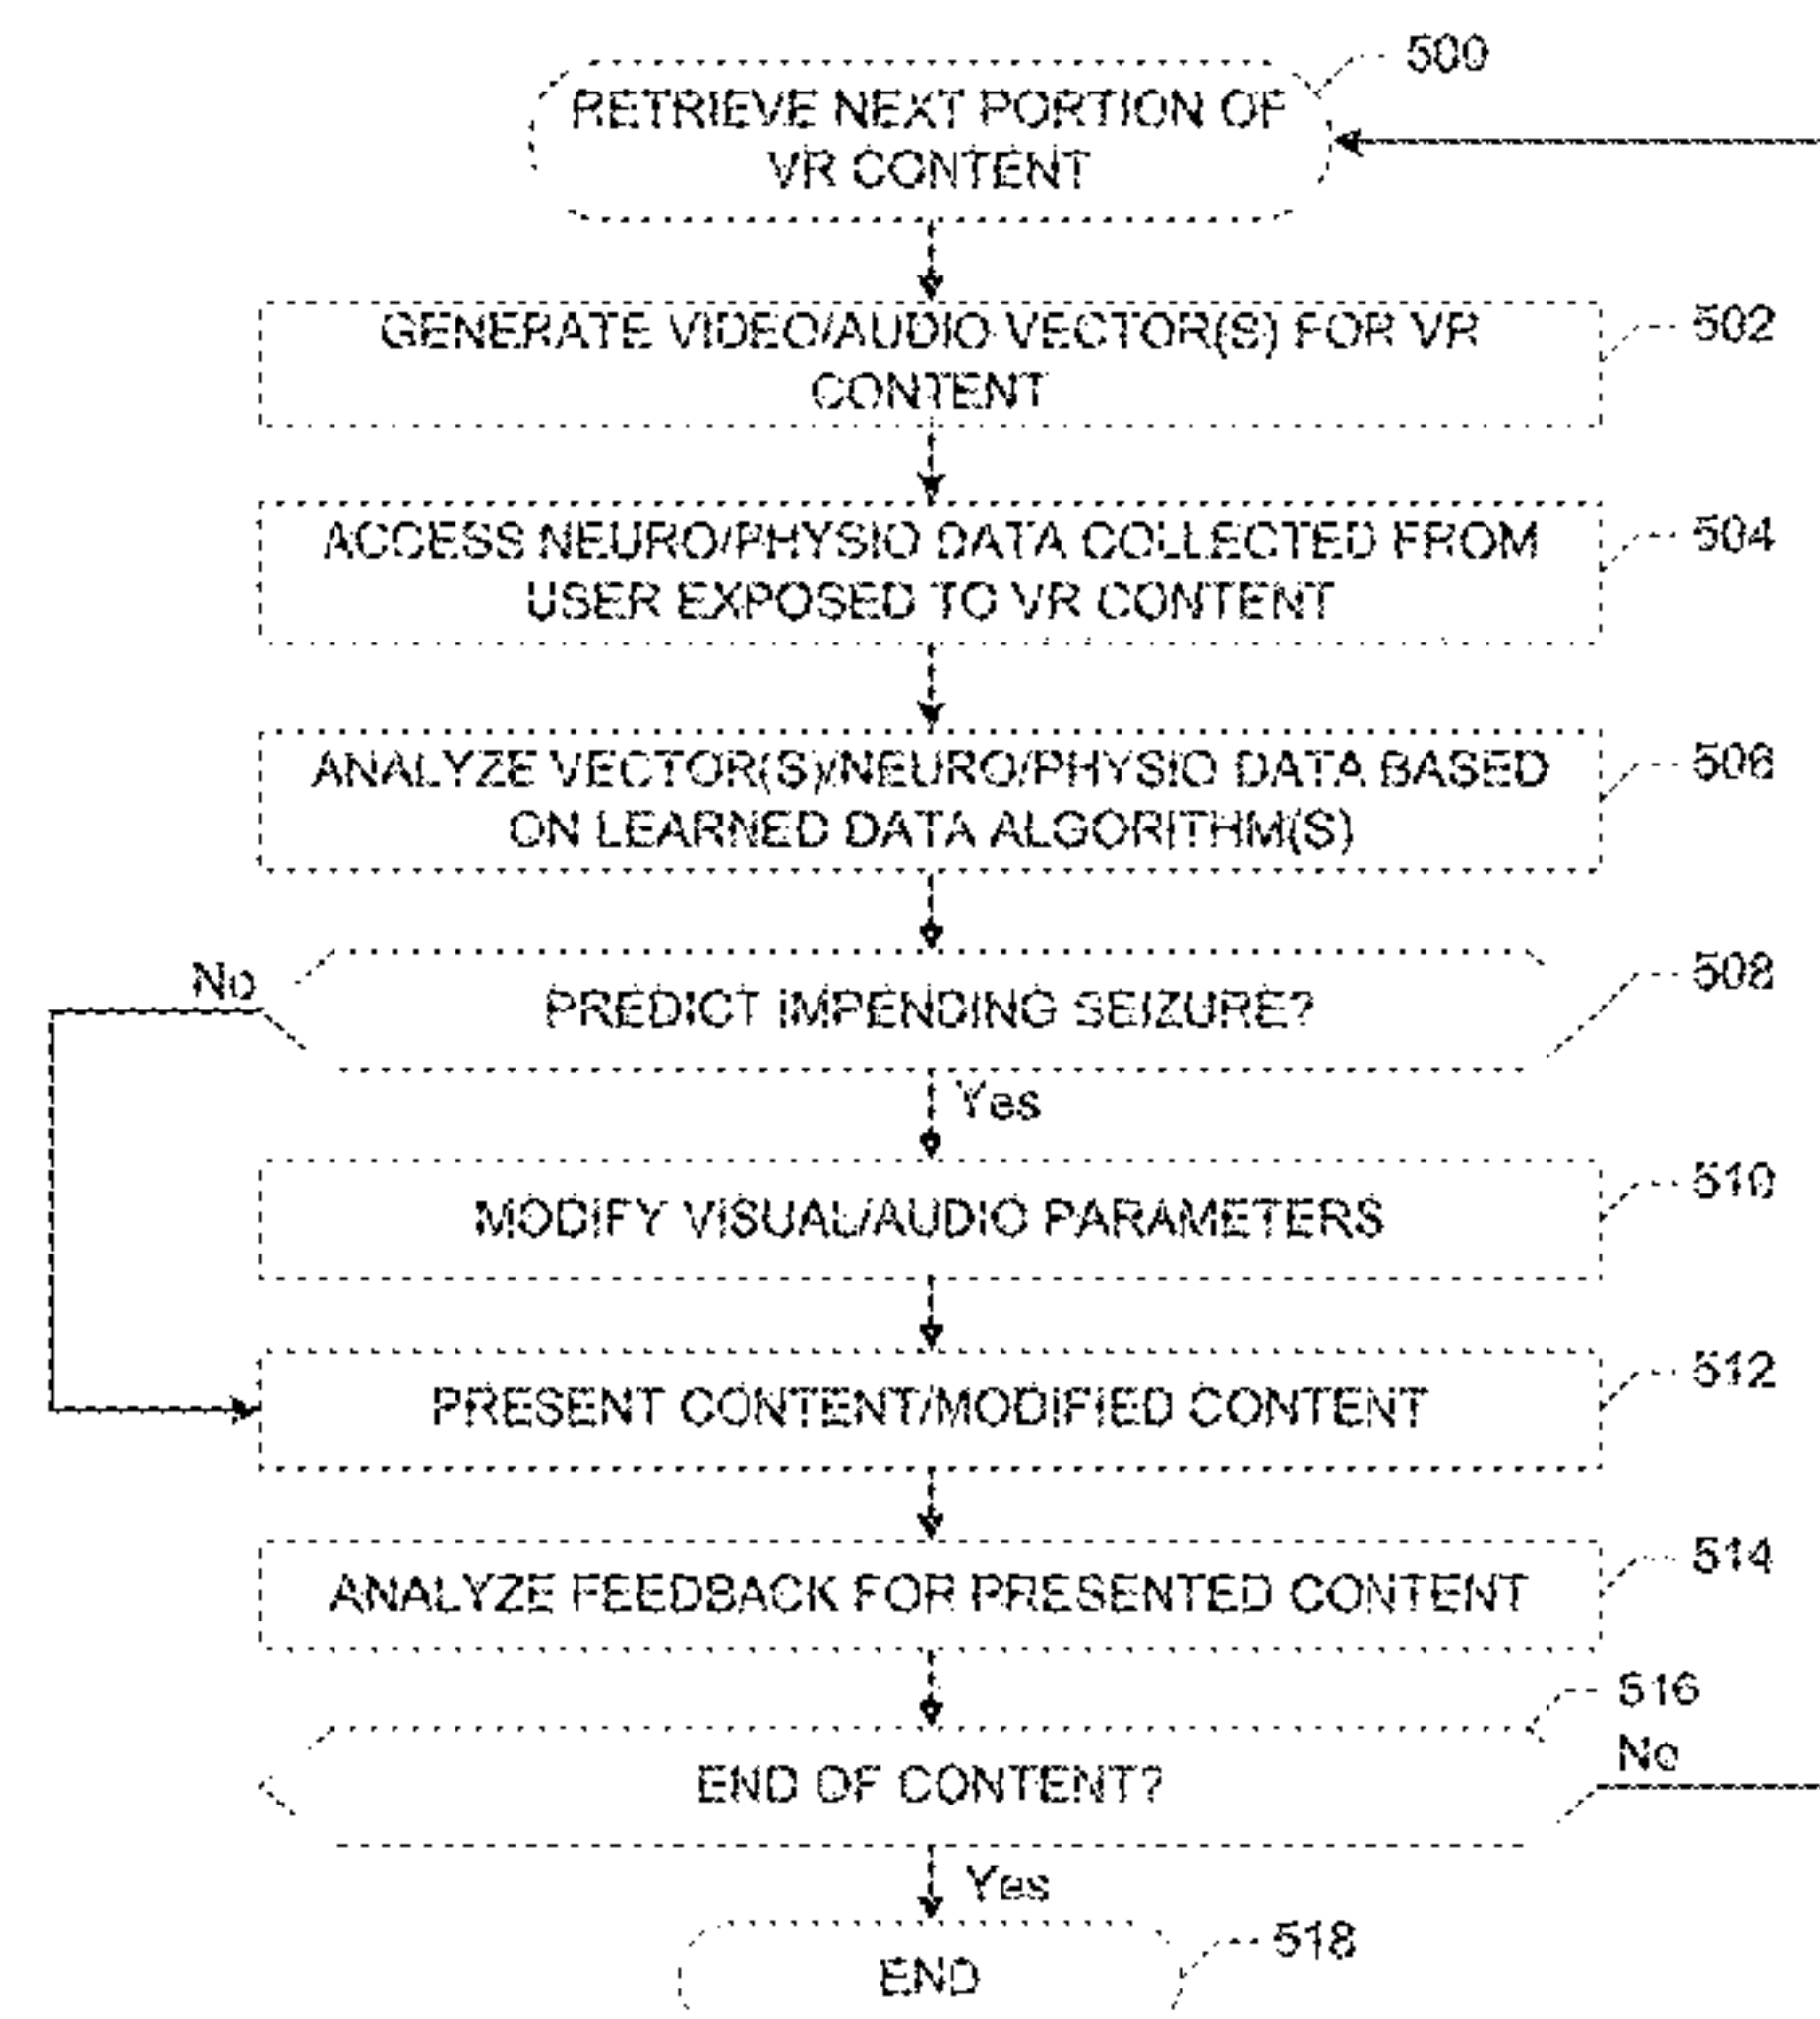 500
RETRIEVE NEXT PORTION OF
VR CONTENT
GENERATE VIDEO/AUDIO VECTOR(S) FOR VR
CONTENT
502
ACCESS NEURO/PHYSIO DATA COLLECTED FROM
USER EXPOSED TO VR CONTENT
504
ANALYZE VECTOR(S)/NEURO/PHYSIO DATA BASED
ON LEARNED DATA ALGORITHM(S)
506
No
PREDICT IMPENDING SEIZURE?
508
Yes
MODIFY VISUAL/AUDIO PARAMETERS
510
PRESENT CONTENT/MODIFIED CONTENT
512
ANALYZE FEEDBACK FOR PRESENTED CONTENT
514
516
END OF CONTENT?
No
Yes
END
518